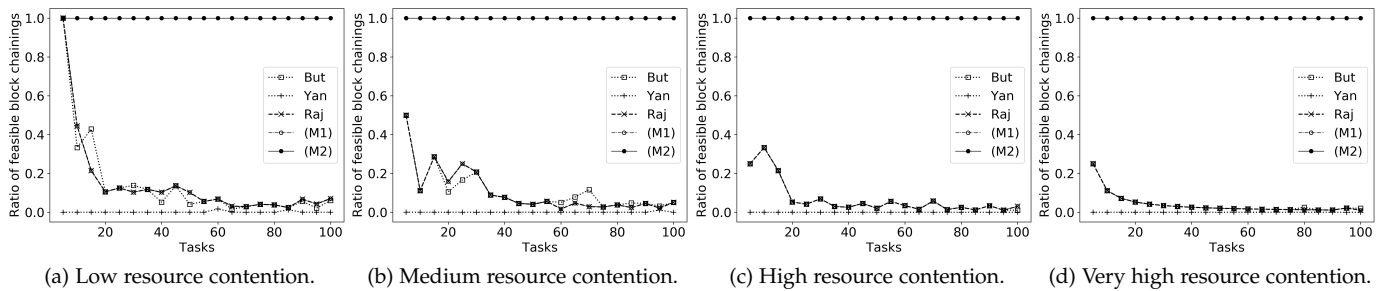 Ratio of feasible block chainings
1.0
0.8
0.6
0.4
0.2
0.0
But
Yan
Raj
(M1)
(M2)
20 40 60 80 100
Tasks
(a) Low resource contention.
Ratio of feasible block chainings
1.0
0.8
0.6
0.4
0.2
0.0
But
Yan
Raj
(M1)
(M2)
20 40 60 80 100
Tasks
(b) Medium resource contention.
Ratio of feasible block chainings
1.0
0.8
0.6
0.4
0.2
0.0
But
Yan
Raj
(M1)
(M2)
20 40 60 80 100
Tasks
(c) High resource contention.
Ratio of feasible block chainings
1.0
0.8
0.6
0.4
0.2
0.0
But
Yan
Raj
(M1)
(M2)
20 40 60 80 100
Tasks
(d) Very high resource contention.